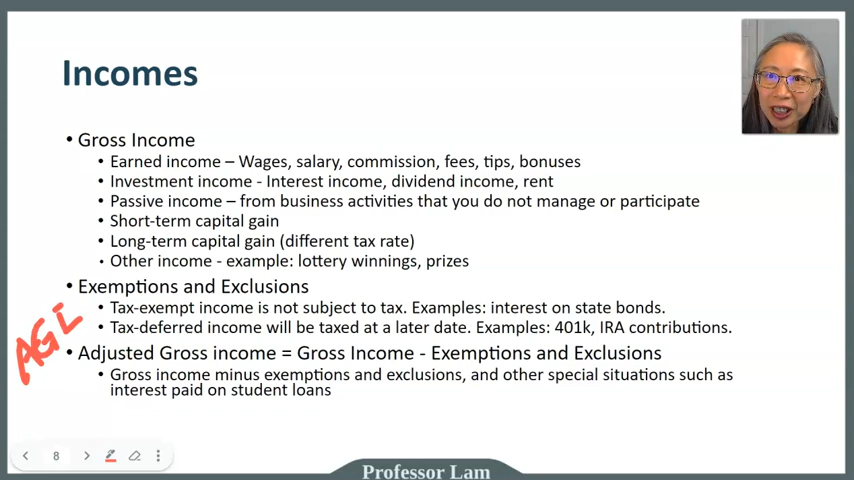 Incomes
• Gross Income
• Earned income – Wages, salary, commission, fees, tips, bonuses
• Investment income - Interest income, dividend income, rent
• Passive income – from business activities that you do not manage or participate
• Short-term capital gain
• Long-term capital gain (different tax rate)
• Other income - example: lottery winnings, prizes
• Exemptions and Exclusions
• Tax-exempt income is not subject to tax. Examples: interest on state bonds.
• Tax-deferred income will be taxed at a later date. Examples: 401k, IRA contributions.
AGI
• Adjusted Gross income = Gross Income - Exemptions and Exclusions
• Gross income minus exemptions and exclusions, and other special situations such as
interest paid on student loans
8
Professor Lam